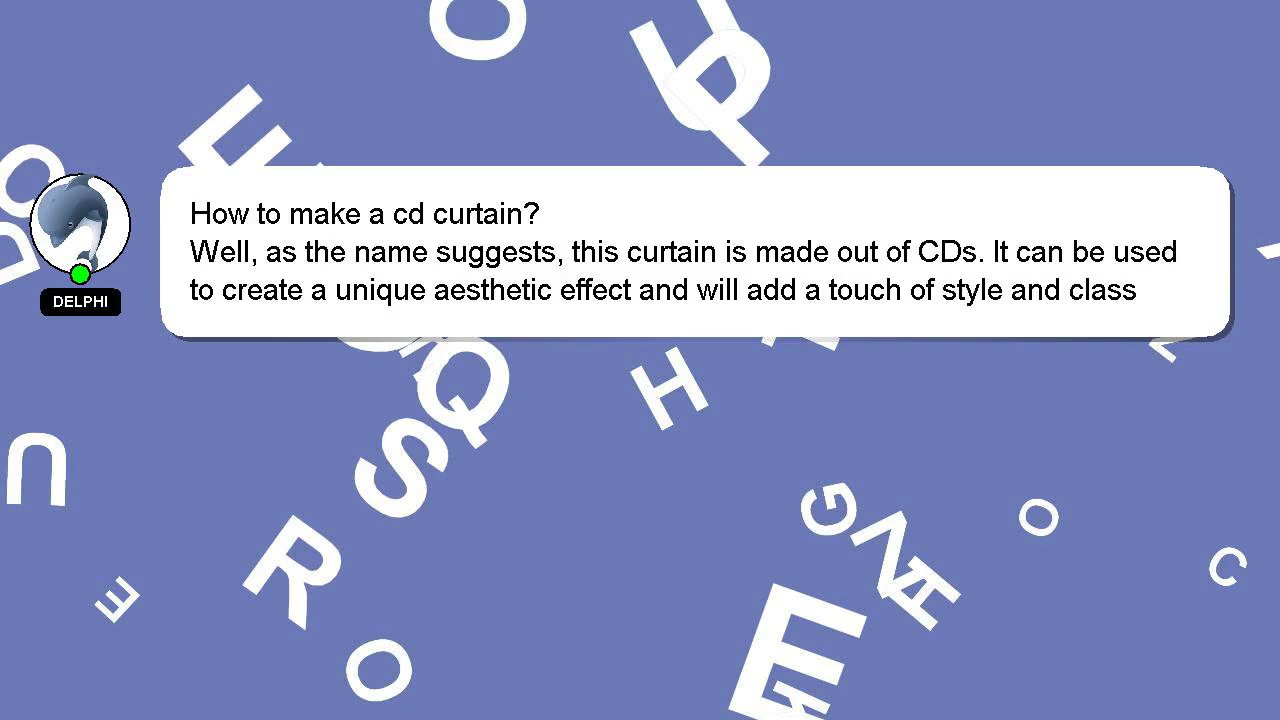 How to make a cd curtain?
Well, as the name suggests, this curtain is made out of CDs. It can be used
to create a unique aesthetic effect and will add a touch of style and class
DELPHI